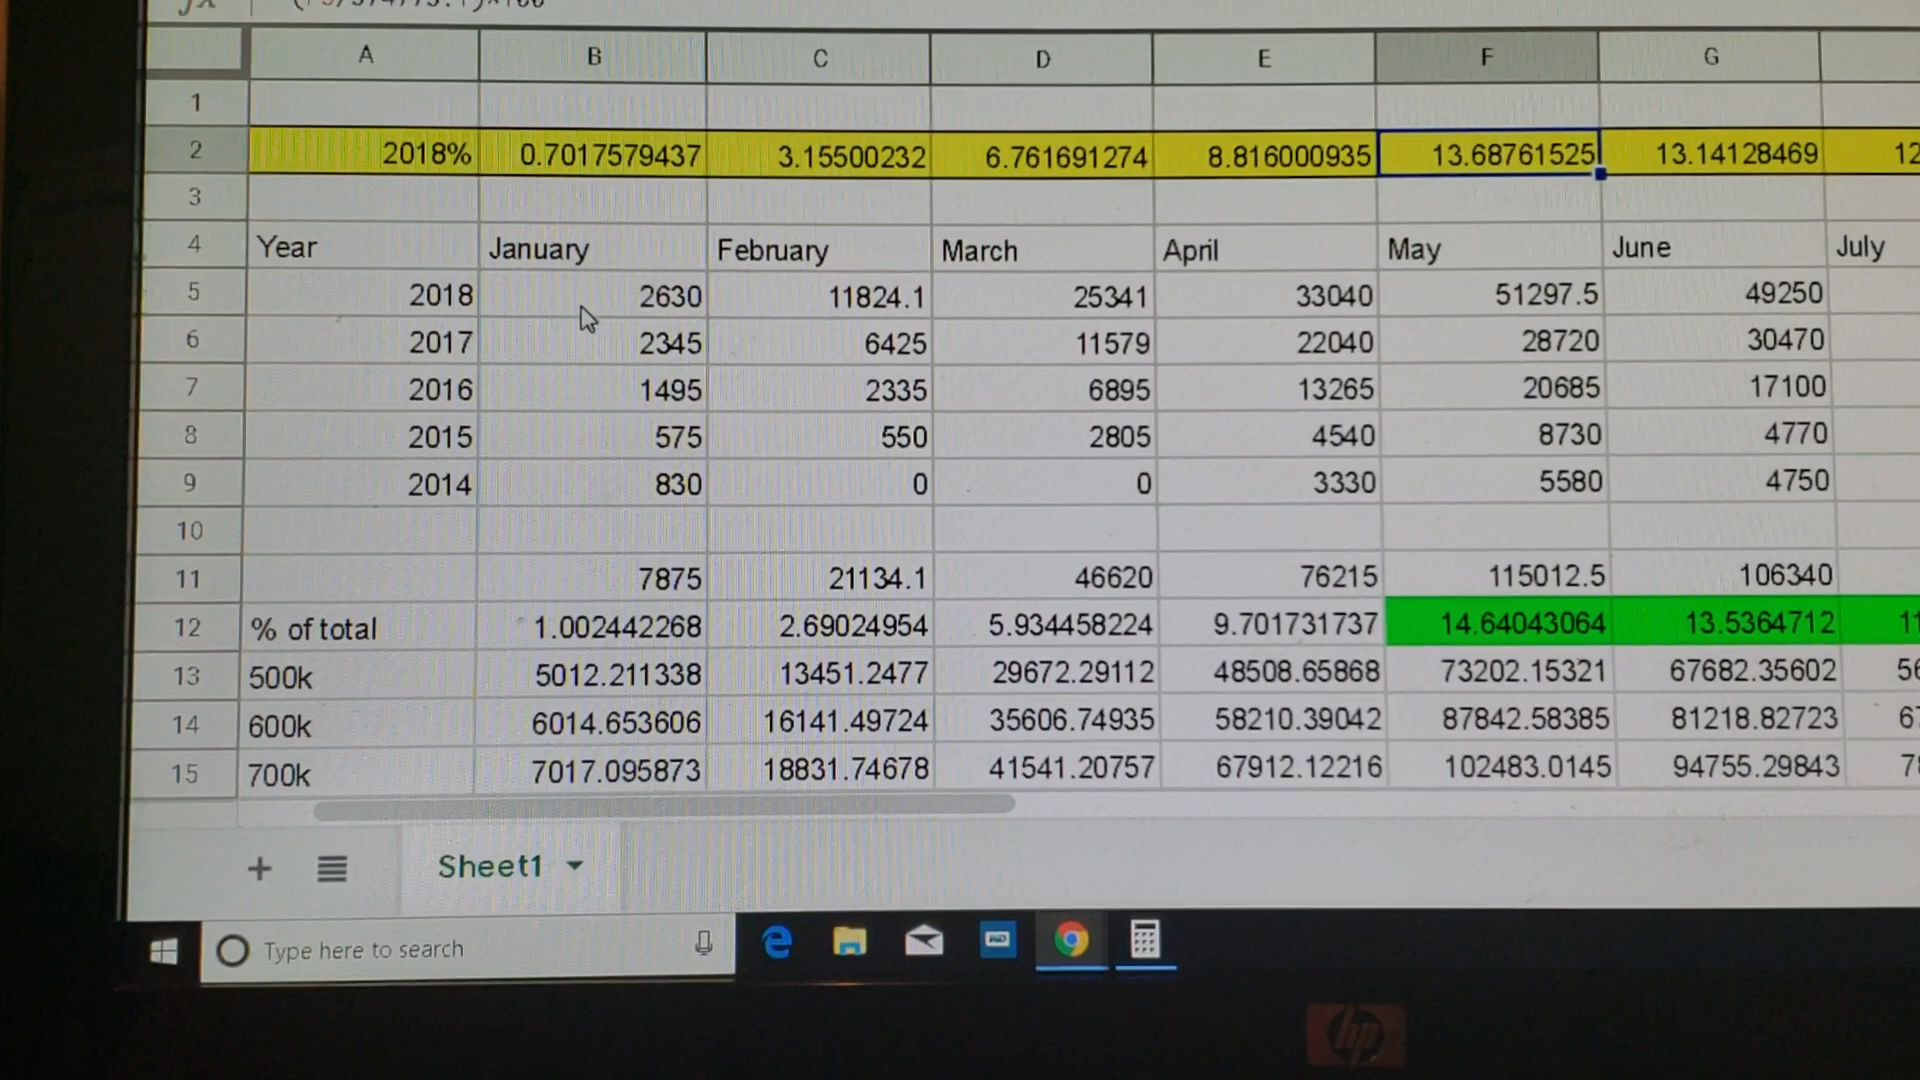 A B C D E F G
1
2 2018% 0.7017579437 3.15500232 6.761691274 8.816000935 13.68761525 13.14128469 12
3
4 Year January February March April May June July
5 2018 2630 11824.1 25341 33040 51297.5 49250
6 2017 2345 6425 11579 22040 28720 30470
7 2016 1495 2335 6895 13265 20685 17100
8 2015 575 550 2805 4540 8730 4770
9 2014 830 0 0 3330 5580 4750
10
11 7875 21134.1 46620 76215 115012.5 106340
12 % of total 1.002442268 2.69024954 5.934458224 9.701731737 14.64043064 13.5364712 11
13 500k 5012.211338 13451.2477 29672.29112 48508.65868 73202.15321 67682.35602 56
14 600k 6014.653606 16141.49724 35606.74935 58210.39042 87842.58385 81218.82723 67
15 700k 7017.095873 18831.74678 41541.20757 67912.12216 102483.0145 94755.29843 78
+ Sheet1
Type here to search
hp